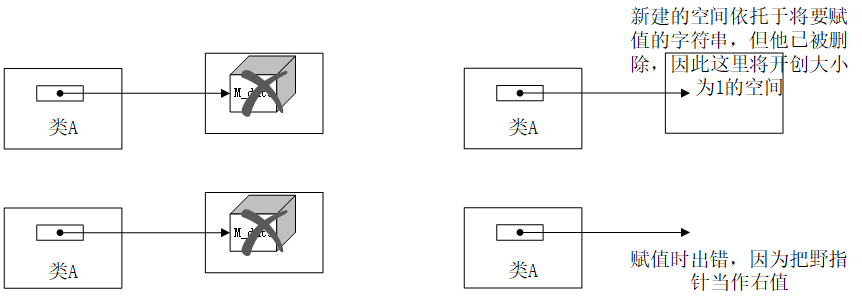 新建的空间依托于将要赋
值的字符串，但他已被删
除，因此这里将开创大小
为1的空间
类A
类A
类A
赋值时出错，因为把野指
针当作右值
类A